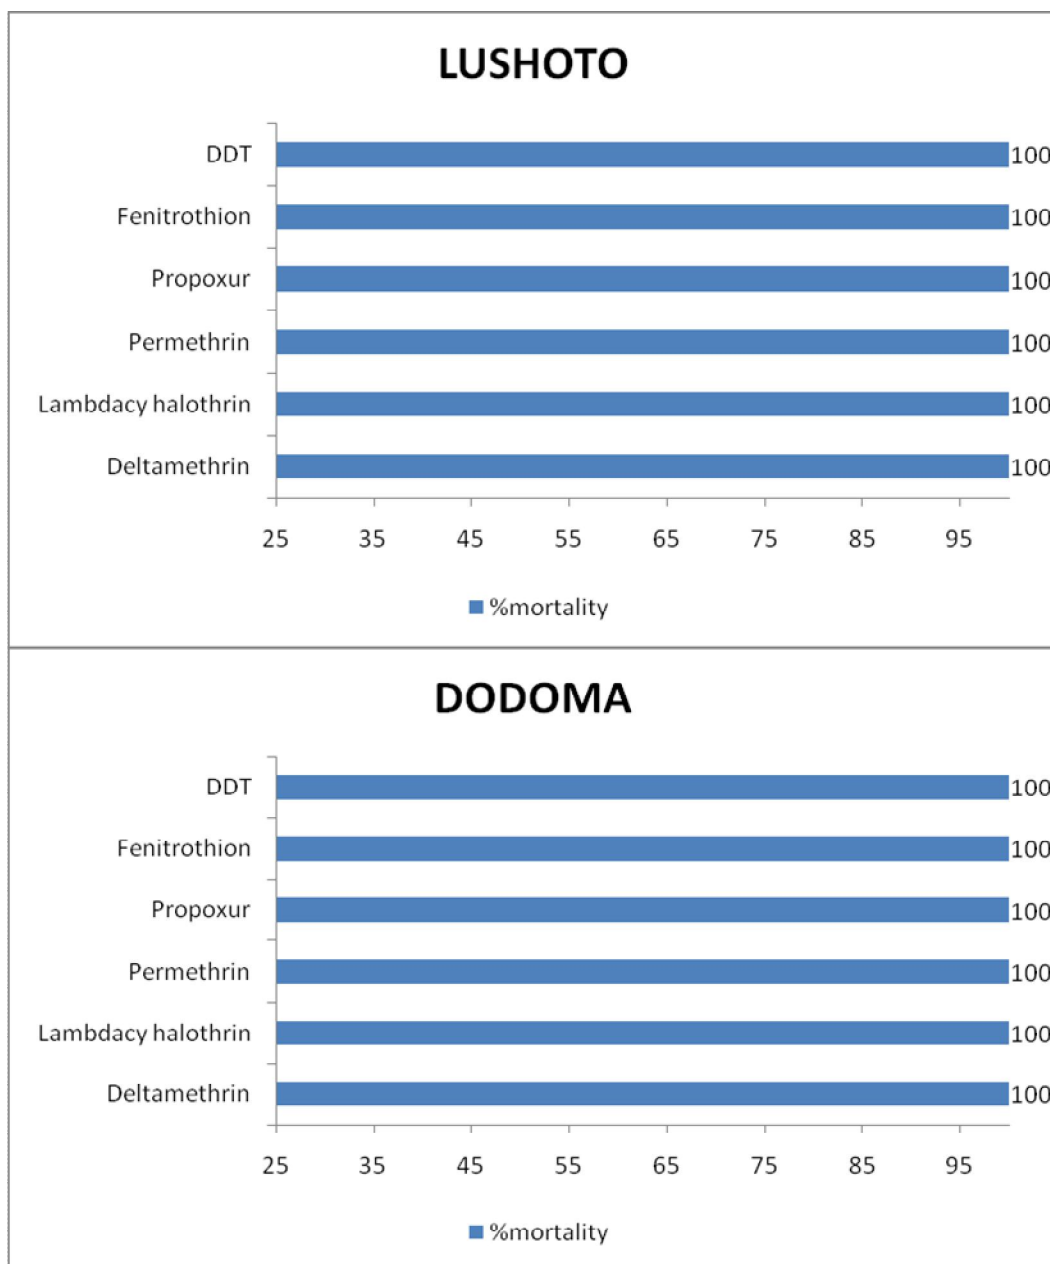 LUSHOTO
DDT 100
Fenitrothion 100
Propoxur 100
Permethrin 100
Lambdacy halothrin 100
Deltamethrin 100
25 35 45 55 65 75 85 95
%mortality
DODOMA
DDT 100
Fenitrothion 100
Propoxur 100
Permethrin 100
Lambdacy halothrin 100
Deltamethrin 100
25 35 45 55 65 75 85 95
%mortality